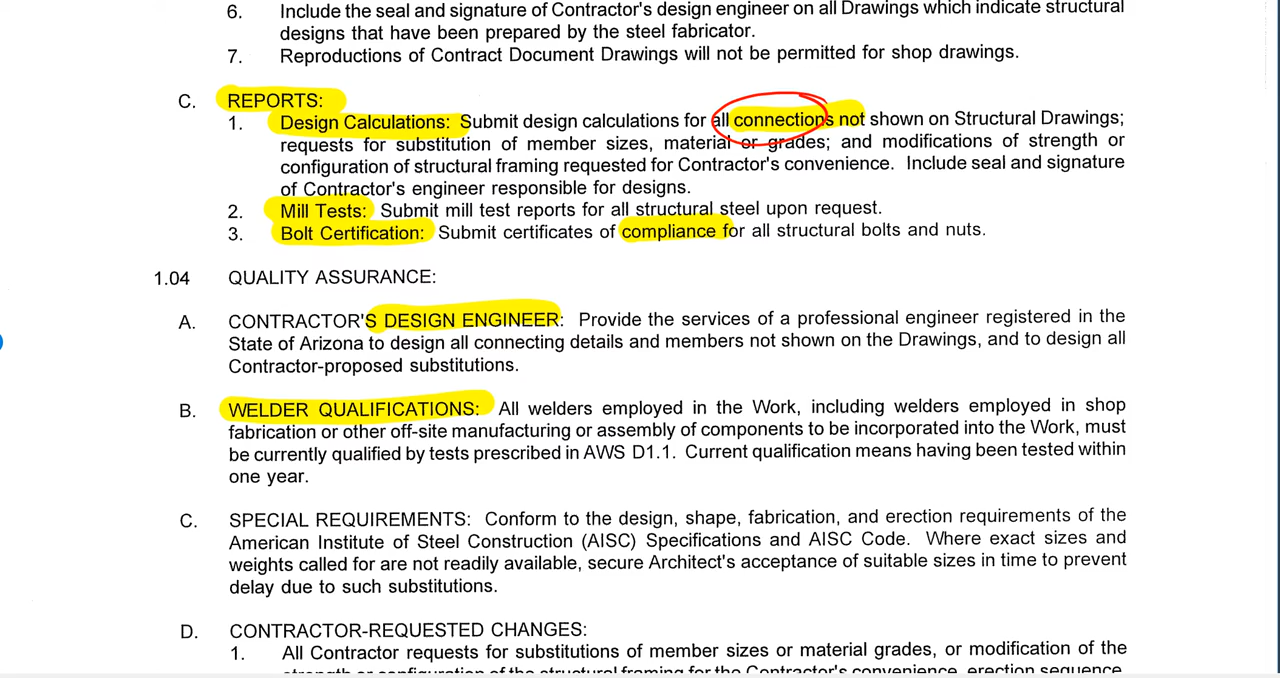 6. Include the seal and signature of Contractor's design engineer on all Drawings which indicate structural
designs that have been prepared by the steel fabricator.
7. Reproductions of Contract Document Drawings will not be permitted for shop drawings.
C. REPORTS:
1. Design Calculations: Submit design calculations for all connections not shown on Structural Drawings;
requests for substitution of member sizes, material or grades; and modifications of strength or
configuration of structural framing requested for Contractor's convenience. Include seal and signature
of Contractor's engineer responsible for designs.
2. Mill Tests: Submit mill test reports for all structural steel upon request.
3. Bolt Certification: Submit certificates of compliance for all structural bolts and nuts.
1.04 QUALITY ASSURANCE:
A. CONTRACTOR'S DESIGN ENGINEER: Provide the services of a professional engineer registered in the
State of Arizona to design all connecting details and members not shown on the Drawings, and to design all
Contractor-proposed substitutions.
B. WELDER QUALIFICATIONS: All welders employed in the Work, including welders employed in shop
fabrication or other off-site manufacturing or assembly of components to be incorporated into the Work, must
be currently qualified by tests prescribed in AWS D1.1. Current qualification means having been tested within
one year.
C. SPECIAL REQUIREMENTS: Conform to the design, shape, fabrication, and erection requirements of the
American Institute of Steel Construction (AISC) Specifications and AISC Code. Where exact sizes and
weights called for are not readily available, secure Architect's acceptance of suitable sizes in time to prevent
delay due to such substitutions.
D. CONTRACTOR-REQUESTED CHANGES:
1. All Contractor requests for substitutions of member sizes or material grades, or modification of the
strength or configuration of the structural framing for the Contractor's convenience, erection sequence,